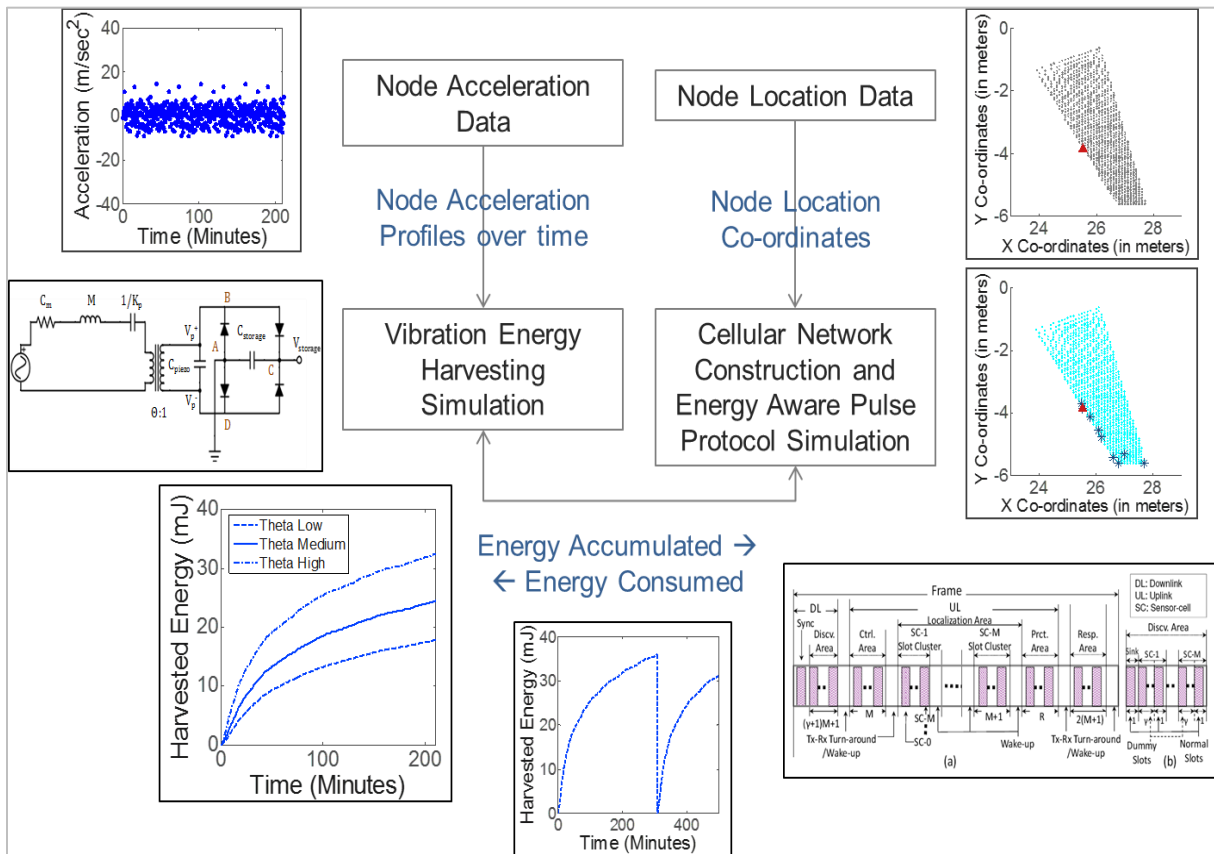 Acceleration (m/sec²)
40
20
0
-20
-40
0
100
200
Time (Minutes)
Node Acceleration
Data
Node Location Data
Node Acceleration
Profiles over time
Node Location
Co-ordinates
Y Co-ordinates (in meters)
0
-2
-4
-6
24
26
28
X Co-ordinates (in meters)
Cm
M
1/Kp
Vp+
Cpiezo
Vp-
Θ:1
B
A
Cstorage
C
D
Vstorage
Vibration Energy
Harvesting
Simulation
Cellular Network
Construction and
Energy Aware Pulse
Protocol Simulation
Y Co-ordinates (in meters)
0
-2
-4
-6
24
26
28
X Co-ordinates (in meters)
Harvested Energy (mJ)
40
30
20
10
0
Theta Low
Theta Medium
Theta High
0
100
200
Time (Minutes)
Energy Accumulated →
← Energy Consumed
Harvested Energy (mJ)
40
30
20
10
0
0
200
400
Time (Minutes)
DL: Downlink
UL: Uplink
SC: Sensor-cell
Frame
DL
UL
Sync
Localization Area
Discv. Area
Discv.
Area
Ctrl.
Area
SC-1
Slot Cluster
SC-M
Slot Cluster
Prct.
Area
Resp.
Area
Sink
SC-1
SC-M
(γ+1)M+1
M
SC-M
M+1
R
2(M+1)
1
γ
1
γ
1
SC-0
Tx-Rx Turn-around
/Wake-up
Wake-up
Tx-Rx Turn-around
/Wake-up
Dummy
Slots
Normal
Slots
(a)
(b)